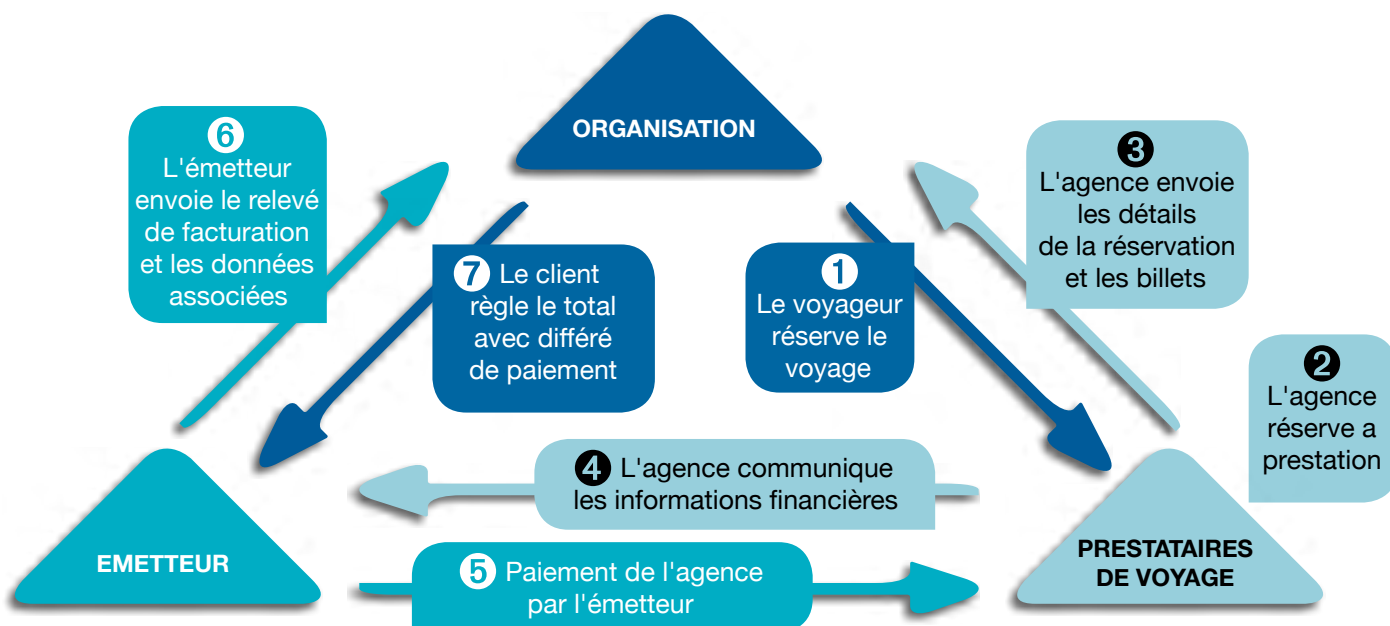 ORGANISATION
6
L'émetteur
envoie le relevé
de facturation
et les données
associées
3
L'agence envoie
les détails
de la réservation
et les billets
7 Le client
règle le total
avec différé
de paiement
1
Le voyageur
réserve le
voyage
2
L'agence
réserve a
prestation
4 L'agence communique
les informations financières
EMETTEUR
PRESTATAIRES
DE VOYAGE
5 Paiement de l'agence
par l'émetteur